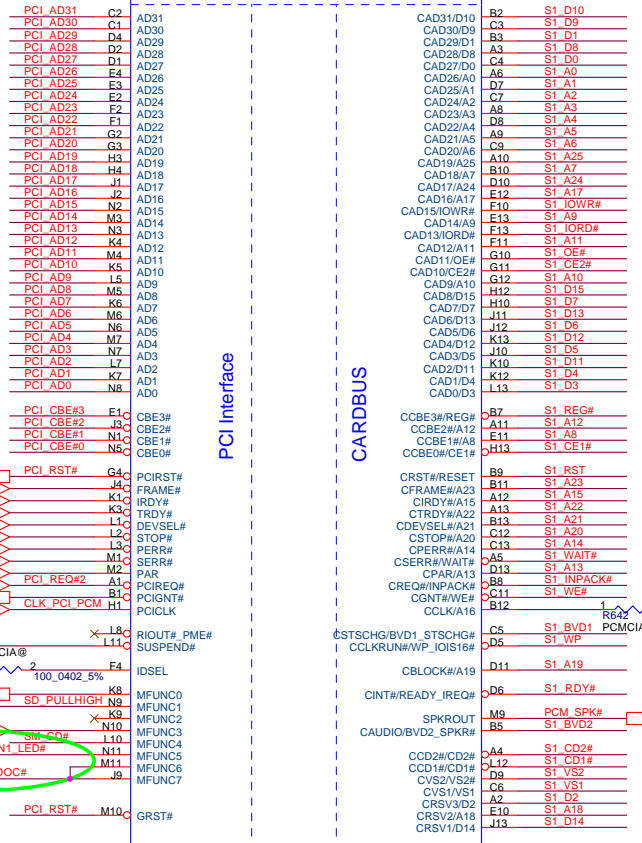 PCI_AD31 C2 AD31 CAD31/D10 B2 S1_D10
PCI_AD30 C1 AD30 CAD30/D9 C3 S1_D9
PCI_AD29 D4 AD29 CAD29/D1 B3 S1_D1
PCI_AD28 D2 AD28 CAD28/D8 A3 S1_D8
PCI_AD27 D1 AD27 CAD27/D0 C4 S1_D0
PCI_AD26 E4 AD26 CAD26/A0 A6 S1_A0
PCI_AD25 E3 AD25 CAD25/A1 D7 S1_A1
PCI_AD24 E2 AD24 CAD24/A2 C7 S1_A2
PCI_AD23 F2 AD23 CAD23/A3 A8 S1_A3
PCI_AD22 F1 AD22 CAD22/A4 D8 S1_A4
PCI_AD21 G2 AD21 CAD21/A5 A9 S1_A5
PCI_AD20 G3 AD20 CAD20/A6 C9 S1_A6
PCI_AD19 H3 AD19 CAD19/A25 A10 S1_A25
PCI_AD18 H4 AD18 CAD18/A7 B10 S1_A7
PCI_AD17 J1 AD17 CAD17/A24 D10 S1_A24
PCI_AD16 J2 AD16 CAD16/A17 E12 S1_A17
PCI_AD15 N2 AD15 CAD15/IOWR# F10 S1_IOWR#
PCI_AD14 M3 AD14 CAD14/A9 E13 S1_A9
PCI_AD13 N3 AD13 CAD13/IORD# F13 S1_IORD#
PCI_AD12 K4 AD12 CAD12/A11 F11 S1_A11
PCI_AD11 M4 AD11 CAD11/OE# G10 S1_OE#
PCI_AD10 K5 AD10 CAD10/CE2# G11 S1_CE2#
PCI_AD9 L5 AD9 CAD9/A10 G12 S1_A10
PCI_AD8 M5 AD8 CAD8/D15 H12 S1_D15
PCI_AD7 K6 AD7 CAD7/D7 H10 S1_D7
PCI_AD6 M6 AD6 CAD6/D13 J11 S1_D13
PCI_AD5 N6 AD5 CAD5/D6 J12 S1_D6
PCI_AD4 M7 AD4 CAD4/D12 K13 S1_D12
PCI_AD3 N7 AD3 CAD3/D5 J10 S1_D5
PCI_AD2 L7 AD2 CAD2/D11 K10 S1_D11
PCI_AD1 K7 AD1 CAD1/D4 K12 S1_D4
PCI_AD0 N8 AD0 CAD0/D3 L13 S1_D3
PCI Interface
CARDBUS
PCI_CBE#3 E1 CBE3# CCBE3#/REG# B7 S1_REG#
PCI_CBE#2 J3 CBE2# CCBE2#/A12 A11 S1_A12
PCI_CBE#1 N1 CBE1# CCBE1#/A8 E11 S1_A8
PCI_CBE#0 N5 CBE0# CCBE0#/CE1# H13 S1_CE1#
PCI_RST# G4 PCIRST# CRST#/RESET B9 S1_RST
J4 FRAME# CFRAME#/A23 B11 S1_A23
K1 IRDY# CIRDY#/A15 A12 S1_A15
K3 TRDY# CTRDY#/A22 A13 S1_A22
L1 DEVSEL# CDEVSEL#/A21 B13 S1_A21
L2 STOP# CSTOP#/A20 C12 S1_A20
L3 PERR# CPERR#/A14 C13 S1_A14
M1 SERR# CSERR#/WAIT# A5 S1_WAIT#
M2 PAR CPAR/A13 D13 S1_A13
PCI_REQ#2 A1 PCIREQ# CREQ#/INPACK# B8 S1_INPACK#
B1 PCIGNT# CGNT#/WE# C11 S1_WE#
CLK_PCI_PCM H1 PCICLK CCLK/A16 B12 1
R642
PCMCIA
L8 RIOUT#_PME# CSTSCHG/BVD1_STSCHG# C5 S1_BVD1
L11 SUSPEND# CCLKRUN#/WP_IOIS16# D5 S1_WP
CIA@
2 F4 IDSEL CBLOCK#/A19 D11 S1_A19
100_0402_5%
K8 MFUNC0 CINT#/READY_IREQ# D6 S1_RDY#
SD_PULLHIGH N9 MFUNC1
K9 MFUNC2 SPKROUT M9 PCM_SPK#
N10 MFUNC3 CAUDIO/BVD2_SPKR# B5 S1_BVD2
SM_CD# L10 MFUNC4
N1_LED# N11 MFUNC5 CCD2#/CD2# A4 S1_CD2#
M11 MFUNC6 CCD1#/CD1# L12 S1_CD1#
OC# J9 MFUNC7 CVS2/VS2# D9 S1_VS2
CVS1/VS1 C6 S1_VS1
CRSV3/D2 A2 S1_D2
PCI_RST# M10 GRST# CRSV2/A18 E10 S1_A18
CRSV1/D14 J13 S1_D14